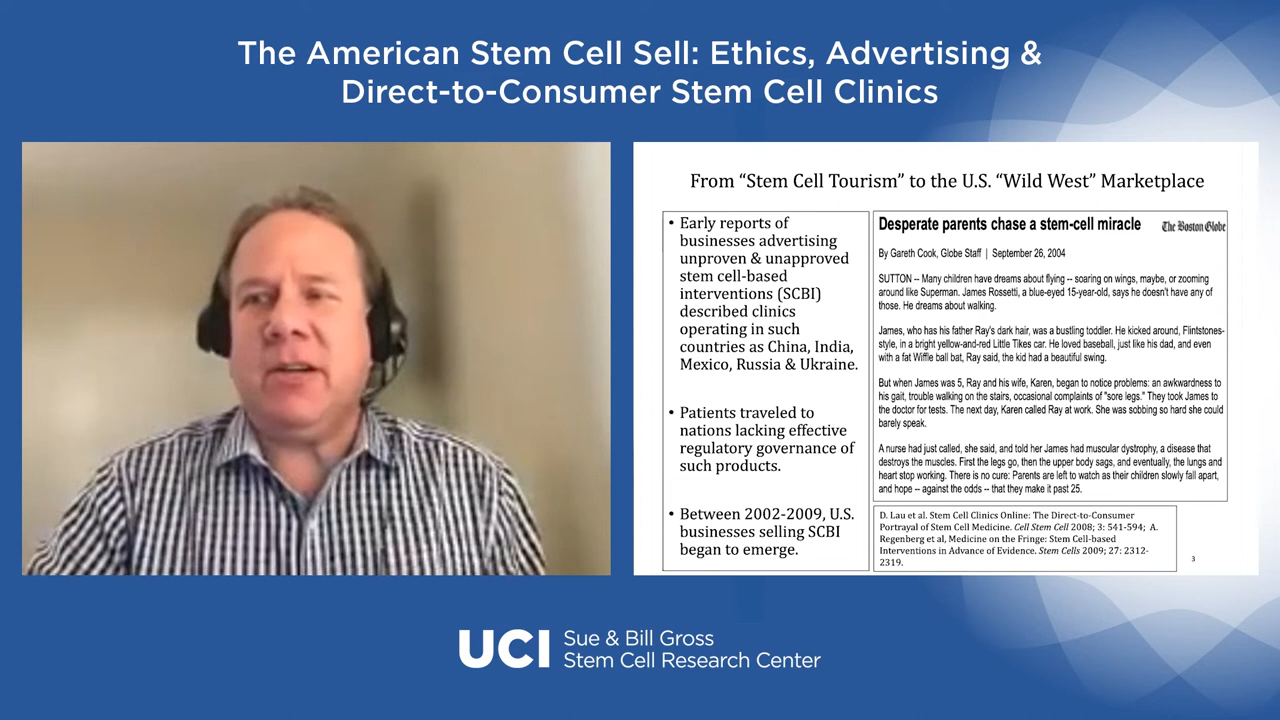 The American Stem Cell Sell: Ethics, Advertising &
Direct-to-Consumer Stem Cell Clinics
From “Stem Cell Tourism” to the U.S. “Wild West” Marketplace
• Early reports of
businesses advertising
unproven & unapproved
stem cell-based
interventions (SCBI)
described clinics
operating in such
countries as China, India,
Mexico, Russia & Ukraine.
• Patients traveled to
nations lacking effective
regulatory governance of
such products.
• Between 2002-2009, U.S.
businesses selling SCBI
began to emerge.
Desperate parents chase a stem-cell miracle
The Boston Globe
By Gareth Cook, Globe Staff | September 26, 2004
SUTTON -- Many children have dreams about flying -- soaring on wings, maybe, or zooming
around like Superman. James Rossetti, a blue-eyed 15-year-old, says he doesn't have any of
those. He dreams about walking.
James, who has his father Ray's dark hair, was a bustling toddler. He kicked around, Flintstones-
style, in a bright yellow-and-red Little Tikes car. He loved baseball, just like his dad, and even
with a fat Wiffle ball bat, Ray said, the kid had a beautiful swing.
But when James was 5, Ray and his wife, Karen, began to notice problems: an awkwardness to
his gait, trouble walking on the stairs, occasional complaints of "sore legs." They took James to
the doctor for tests. The next day, Karen called Ray at work. She was sobbing so hard she could
barely speak.
A nurse had just called, she said, and told her James had muscular dystrophy, a disease that
destroys the muscles. First the legs go, then the upper body sags, and eventually, the lungs and
heart stop working. There is no cure: Parents are left to watch as their children slowly fall apart,
and hope -- against the odds -- that they make it past 25.
D. Lau et al. Stem Cell Clinics Online: The Direct-to-Consumer
Portrayal of Stem Cell Medicine. Cell Stem Cell 2008; 3: 541-594; A.
Regenberg et al, Medicine on the Fringe: Stem Cell-based
Interventions in Advance of Evidence. Stem Cells 2009; 27: 2312-
2319.
3
UCI
Sue & Bill Gross
Stem Cell Research Center